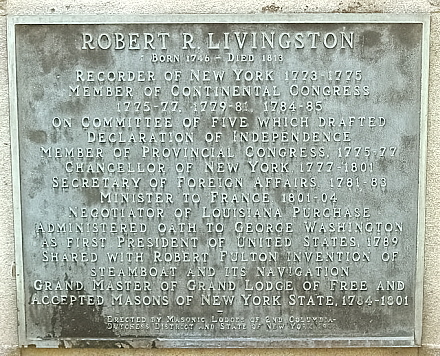 ROBERT R. LIVINGSTON
BORN 1746 – DIED 1813
RECORDER OF NEW YORK 1773-1775
MEMBER OF CONTINENTAL CONGRESS
1775-77, 1779-81, 1784-85
ON COMMITTEE OF FIVE WHICH DRAFTED
DECLARATION OF INDEPENDENCE
MEMBER OF PROVINCIAL CONGRESS, 1775-77
CHANCELLOR OF NEW YORK 1777-1801
SECRETARY OF FOREIGN AFFAIRS, 1781-83
MINISTER TO FRANCE 1801-04
NEGOTIATOR OF LOUISIANA PURCHASE
ADMINISTERED OATH TO GEORGE WASHINGTON
AS FIRST PRESIDENT OF UNITED STATES, 1789
SHARED WITH ROBERT FULTON INVENTION OF
STEAMBOAT AND ITS NAVIGATION
GRAND MASTER OF GRAND LODGE OF FREE AND
ACCEPTED MASONS OF NEW YORK STATE, 1784-1801
ERECTED BY MASONIC LODGES OF 2ND COLUMBIA-
DUTCHESS DISTRICT AND STATE OF NEW YORK